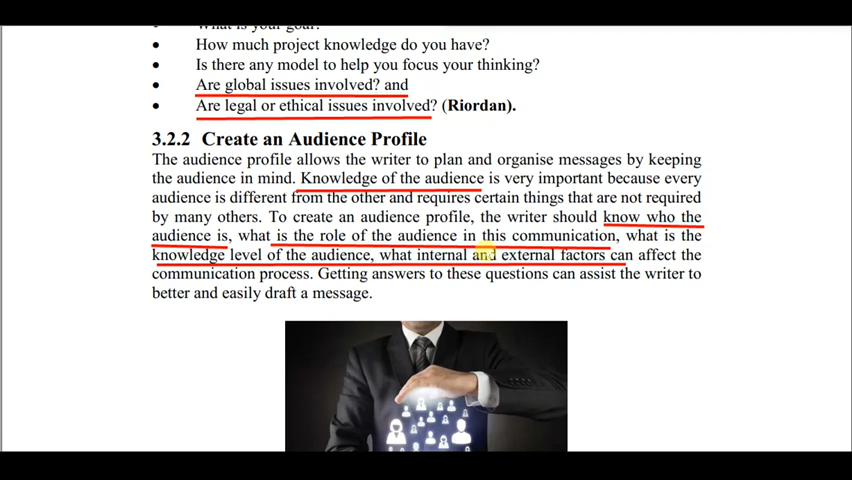 What is your goal?
• How much project knowledge do you have?
• Is there any model to help you focus your thinking?
• Are global issues involved? and
• Are legal or ethical issues involved? (Riordan).
3.2.2 Create an Audience Profile
The audience profile allows the writer to plan and organise messages by keeping
the audience in mind. Knowledge of the audience is very important because every
audience is different from the other and requires certain things that are not required
by many others. To create an audience profile, the writer should know who the
audience is, what is the role of the audience in this communication, what is the
knowledge level of the audience, what internal and external factors can affect the
communication process. Getting answers to these questions can assist the writer to
better and easily draft a message.